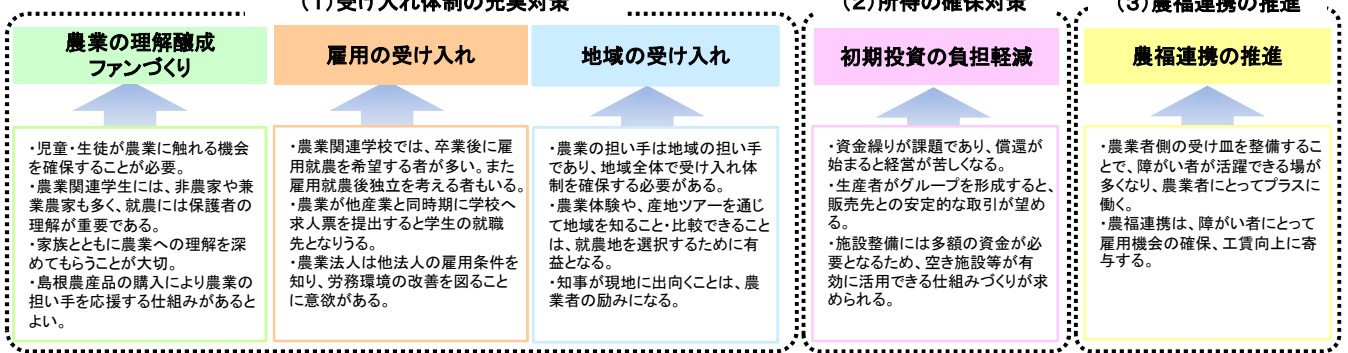 (1)受け入れ体制の充実対策
農業の理解醸成
ファンづくり
・児童・生徒が農業に触れる機会
を確保することが必要。
・農業関連学生には、非農家や兼
業農家も多く、就農には保護者の
理解が重要である。
・家族とともに農業への理解を深
めてもらうことが大切。
・島根農産品の購入により農業の
担い手を応援する仕組みがあると
よい。
雇用の受け入れ
・農業関連学校では、卒業後に雇
用就農を希望する者が多い。また
雇用就農後独立を考える者もいる。
・農業が他産業と同時期に学校へ
求人票を提出すると学生の就職
先となりうる。
・農業法人は他法人の雇用条件を
知り、労務環境の改善を図ること
に意欲がある。
地域の受け入れ
・農業の担い手は地域の担い手
であり、地域全体で受け入れ体
制を確保する必要がある。
・農業体験や、産地ツアーを通じ
て地域を知ること・比較できること
は、就農地を選択するために有
益となる。
・知事が現地に出向くことは、農
業者の励みになる。
(2)所得の確保対策
初期投資の負担軽減
・資金繰りが課題であり、償還が
始まると経営が苦しくなる。
・生産者がグループを形成すると、
販売先との安定的な取引が望め
る。
・施設整備には多額の資金が必
要となるため、空き施設等が有
効に活用できる仕組みづくりが求
められる。
(3)農福連携の推進
農福連携の推進
・農業者側の受け皿を整備するこ
とで、障がい者が活躍できる場が
多くなり、農業者にとってプラスに
働く。
・農福連携は、障がい者にとって
雇用機会の確保、工賃向上に寄
与する。